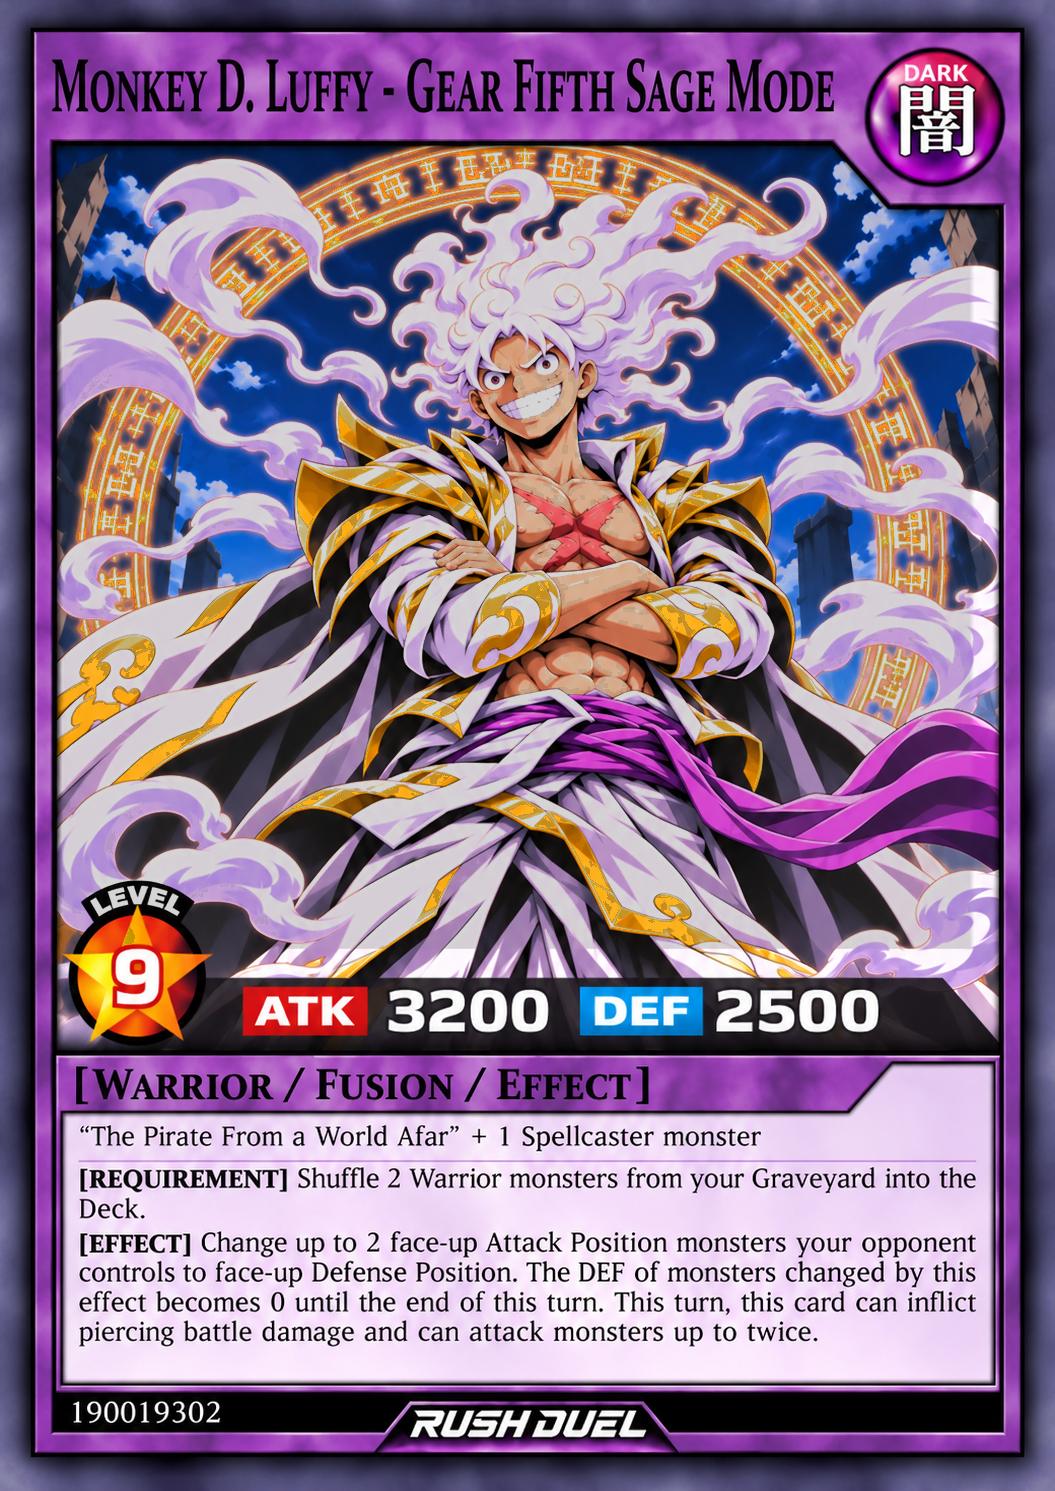 Monkey D. Luffy - Gear Fifth Sage Mode
DARK
闇
LEVEL
9
ATK 3200 DEF 2500
[Warrior / Fusion / Effect]
“The Pirate From a World Afar” + 1 Spellcaster monster
[REQUIREMENT] Shuffle 2 Warrior monsters from your Graveyard into the
Deck.
[EFFECT] Change up to 2 face-up Attack Position monsters your opponent
controls to face-up Defense Position. The DEF of monsters changed by this
effect becomes 0 until the end of this turn. This turn, this card can inflict
piercing battle damage and can attack monsters up to twice.
190019302
RUSH DUEL